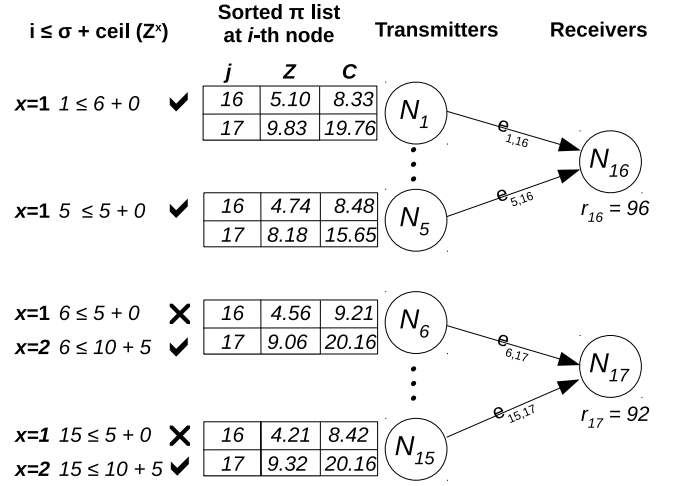 i ≤ σ + ceil (Zˣ)
Sorted π list
at i-th node
Transmitters
Receivers
j Z C
x=1 1 ≤ 6 + 0 ✔
16 5.10 8.33
17 9.83 19.76
N₁
e₁,₁₆
N₁₆
r₁₆ = 96
x=1 5 ≤ 5 + 0 ✔
16 4.74 8.48
17 8.18 15.65
N₅
e₅,₁₆
x=1 6 ≤ 5 + 0 ✕
x=2 6 ≤ 10 + 5 ✔
16 4.56 9.21
17 9.06 20.16
N₆
e₆,₁₇
N₁₇
r₁₇ = 92
x=1 15 ≤ 5 + 0 ✕
x=2 15 ≤ 10 + 5 ✔
16 4.21 8.42
17 9.32 20.16
N₁₅
e₁₅,₁₇